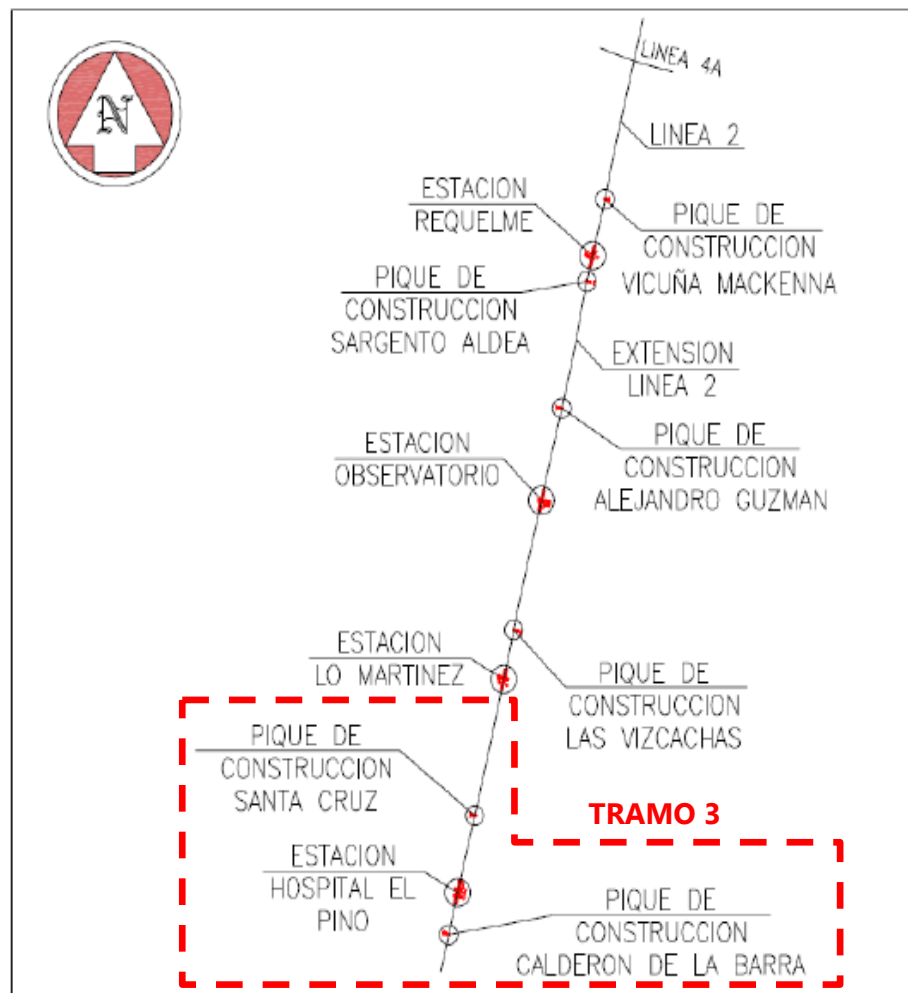 N
LINEA 4A
LINEA 2
ESTACION
REQUELME
PIQUE DE
CONSTRUCCION
VICUÑA MACKENNA
PIQUE DE
CONSTRUCCION
SARGENTO ALDEA
EXTENSION
LINEA 2
PIQUE DE
CONSTRUCCION
ALEJANDRO GUZMAN
ESTACION
OBSERVATORIO
ESTACION
LO MARTINEZ
PIQUE DE
CONSTRUCCION
LAS VIZCACHAS
PIQUE DE
CONSTRUCCION
SANTA CRUZ
TRAMO 3
ESTACION
HOSPITAL EL
PINO
PIQUE DE
CONSTRUCCION
CALDERON DE LA BARRA